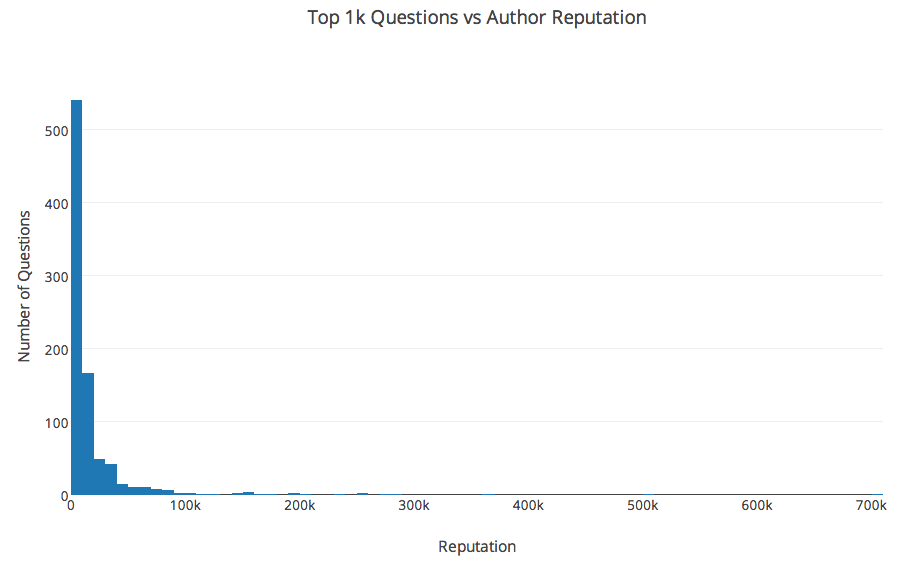 Top 1k Questions vs Author Reputation
Number of Questions
500
400
300
200
100
0
0 100k 200k 300k 400k 500k 600k 700k
Reputation